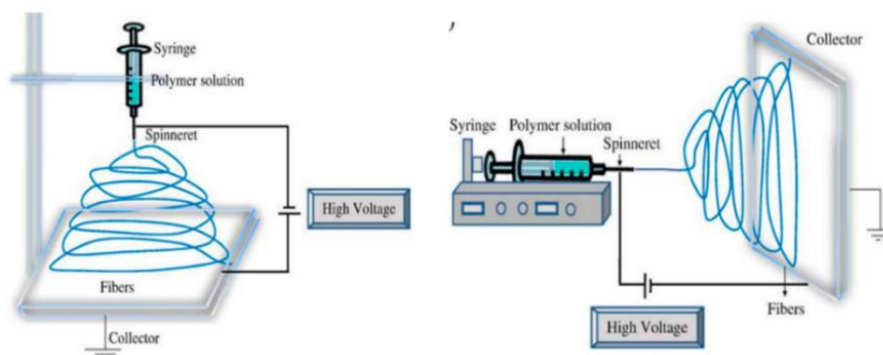 Syringe
Polymer solution
Spinneret
High Voltage
Fibers
Collector
,
Collector
Syringe Polymer solution
Spinneret
Fibers
High Voltage